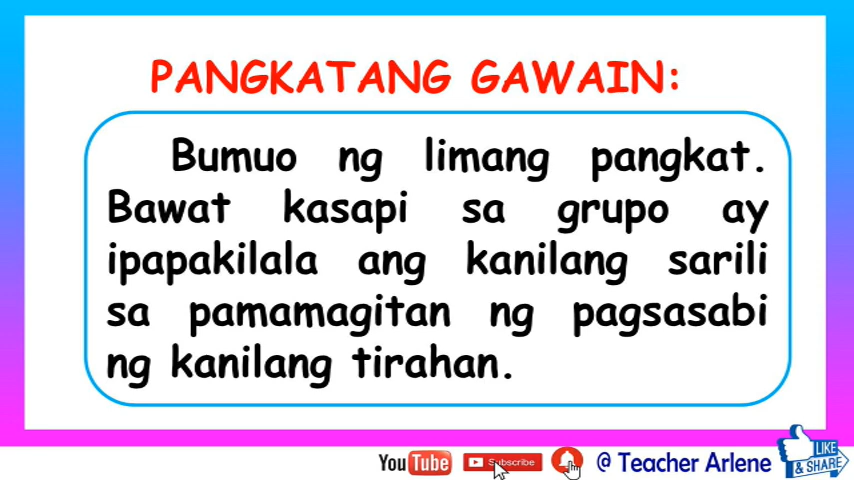 PANGKATANG GAWAIN:
Bumuo ng limang pangkat.
Bawat kasapi sa grupo ay
ipapakilala ang kanilang sarili
sa pamamagitan ng pagsasabi
ng kanilang tirahan.
YouTube Subscribe @ Teacher Arlene LIKE
& SHARE